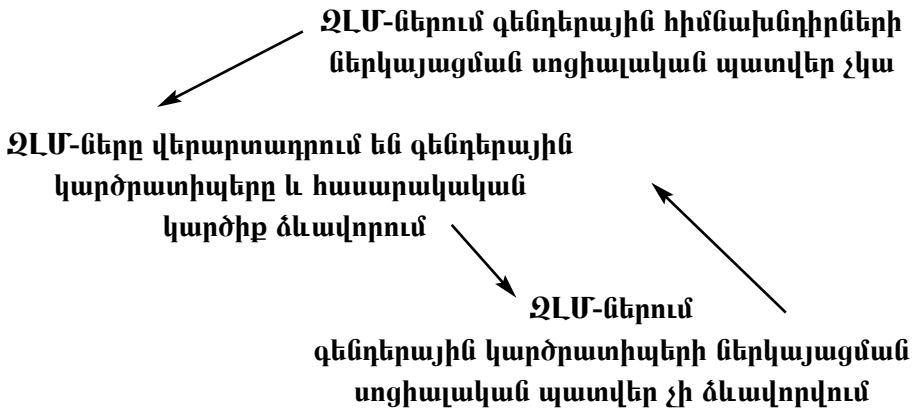 ԶԼՄ-ներում գենդերային հիմնախնդիրների
ներկայացման սոցիալական պատվեր չկա
ԶԼՄ-ները վերարտադրում են գենդերային
կարծրատիպերը և հասարակական
կարծիք ձևավորում
ԶԼՄ-ներում
գենդերային կարծրատիպերի ներկայացման
սոցիալական պատվեր չի ձևավորվում